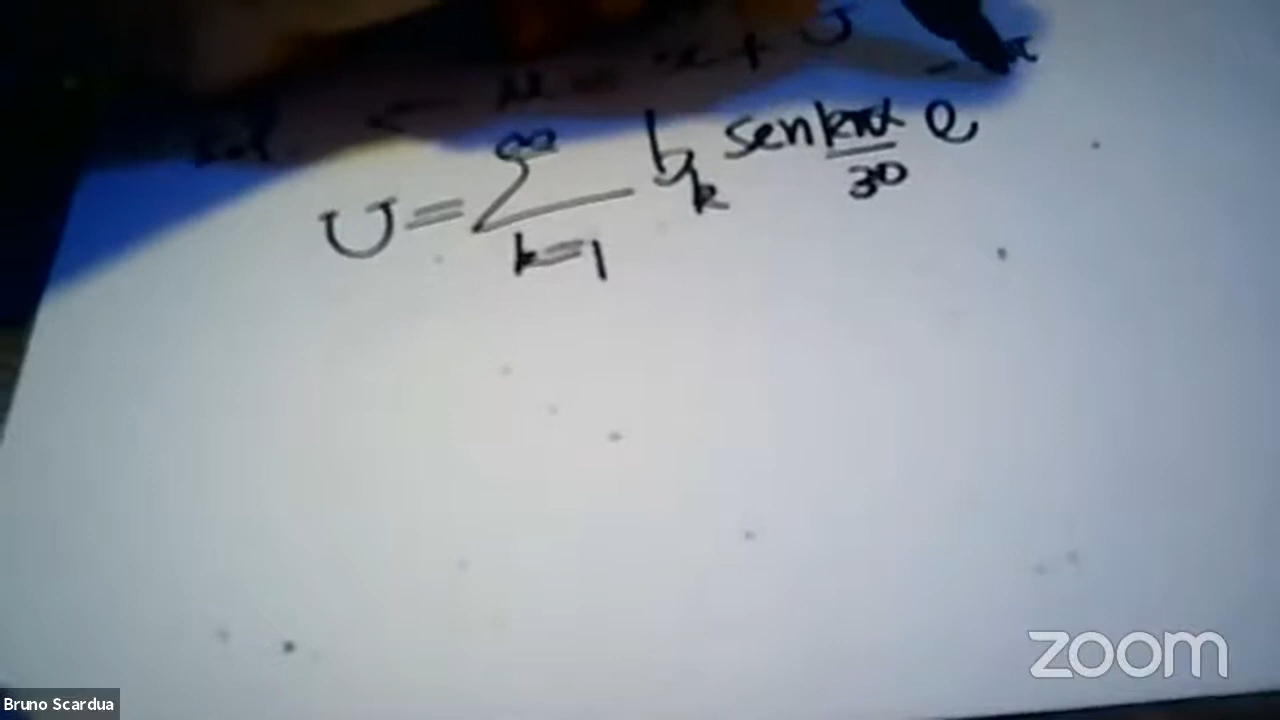 u = x + U
U = ∑_{k=1}^{∞} b_k sen kπx/30 e^-
zoom
Bruno Scardua